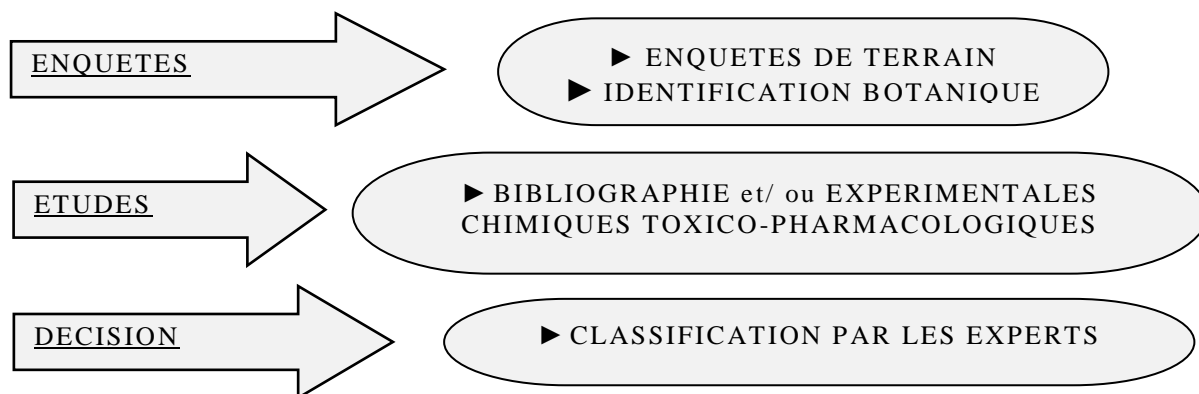 ENQUETES
► ENQUETES DE TERRAIN
► IDENTIFICATION BOTANIQUE
ETUDES
► BIBLIOGRAPHIE et/ ou EXPERIMENTALES
CHIMIQUES TOXICO-PHARMACOLOGIQUES
DECISION
► CLASSIFICATION PAR LES EXPERTS